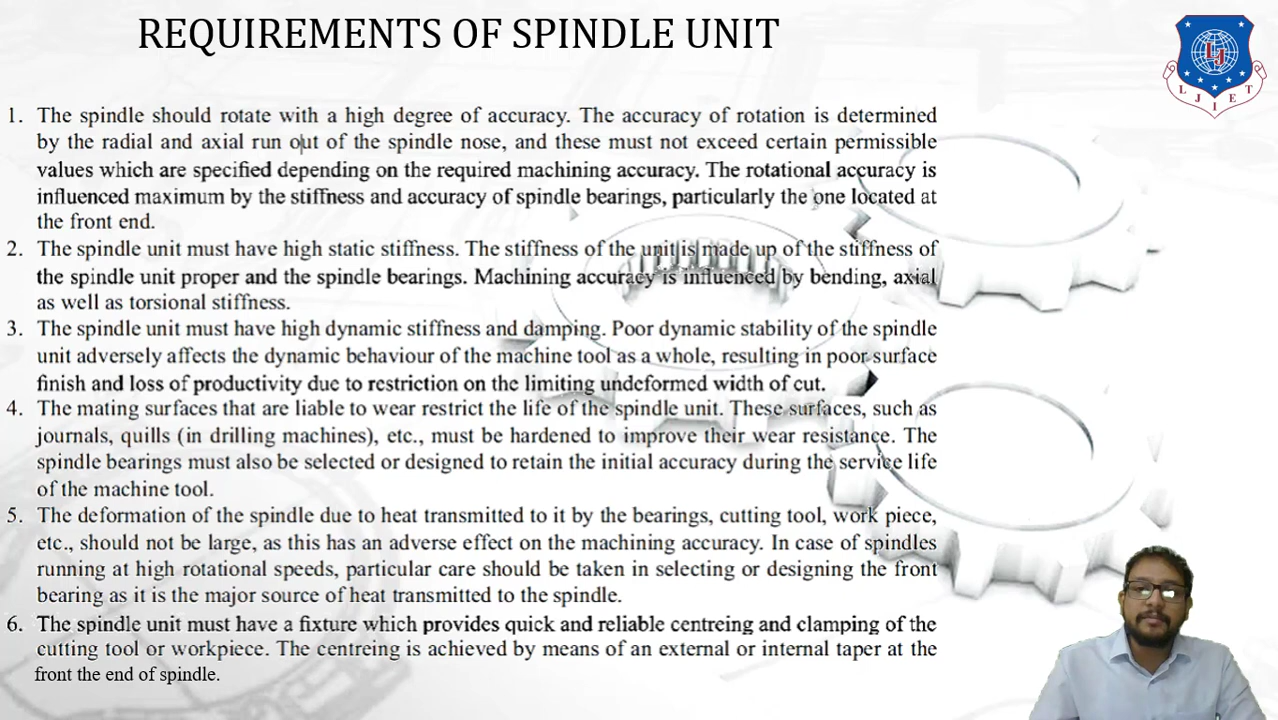 REQUIREMENTS OF SPINDLE UNIT
LJIET
1. The spindle should rotate with a high degree of accuracy. The accuracy of rotation is determined
by the radial and axial run out of the spindle nose, and these must not exceed certain permissible
values which are specified depending on the required machining accuracy. The rotational accuracy is
influenced maximum by the stiffness and accuracy of spindle bearings, particularly the one located at
the front end.
2. The spindle unit must have high static stiffness. The stiffness of the unit is made up of the stiffness of
the spindle unit proper and the spindle bearings. Machining accuracy is influenced by bending, axial
as well as torsional stiffness.
3. The spindle unit must have high dynamic stiffness and damping. Poor dynamic stability of the spindle
unit adversely affects the dynamic behaviour of the machine tool as a whole, resulting in poor surface
finish and loss of productivity due to restriction on the limiting undeformed width of cut.
4. The mating surfaces that are liable to wear restrict the life of the spindle unit. These surfaces, such as
journals, quills (in drilling machines), etc., must be hardened to improve their wear resistance. The
spindle bearings must also be selected or designed to retain the initial accuracy during the service life
of the machine tool.
5. The deformation of the spindle due to heat transmitted to it by the bearings, cutting tool, work piece,
etc., should not be large, as this has an adverse effect on the machining accuracy. In case of spindles
running at high rotational speeds, particular care should be taken in selecting or designing the front
bearing as it is the major source of heat transmitted to the spindle.
6. The spindle unit must have a fixture which provides quick and reliable centreing and clamping of the
cutting tool or workpiece. The centreing is achieved by means of an external or internal taper at the
front the end of spindle.